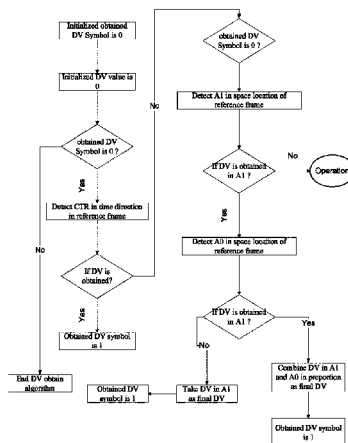 Initialized obtained
DV Symbol is 0
Initialized DV value is
0
obtained DV
Symbol is 0 ?
Yes
Detect CTR in time direction
in reference frame
No
If DV is
obtained?
Obtained DV symbol
is 1
End DV obtain
algorithm
No
obtained DV
Symbol is 0 ?
Detect A1 in space location of
reference frame
If DV is obtained
in A1 ?
No
Operation
Yes
Detect A0 in space location of
reference frame
If DV is obtained
in A1 ?
No
Yes
Take DV in A1
as final DV
Obtained DV
symbol is 1
Combine DV in A1
and A0 in proportion
as final DV
Obtained DV symbol
is 1